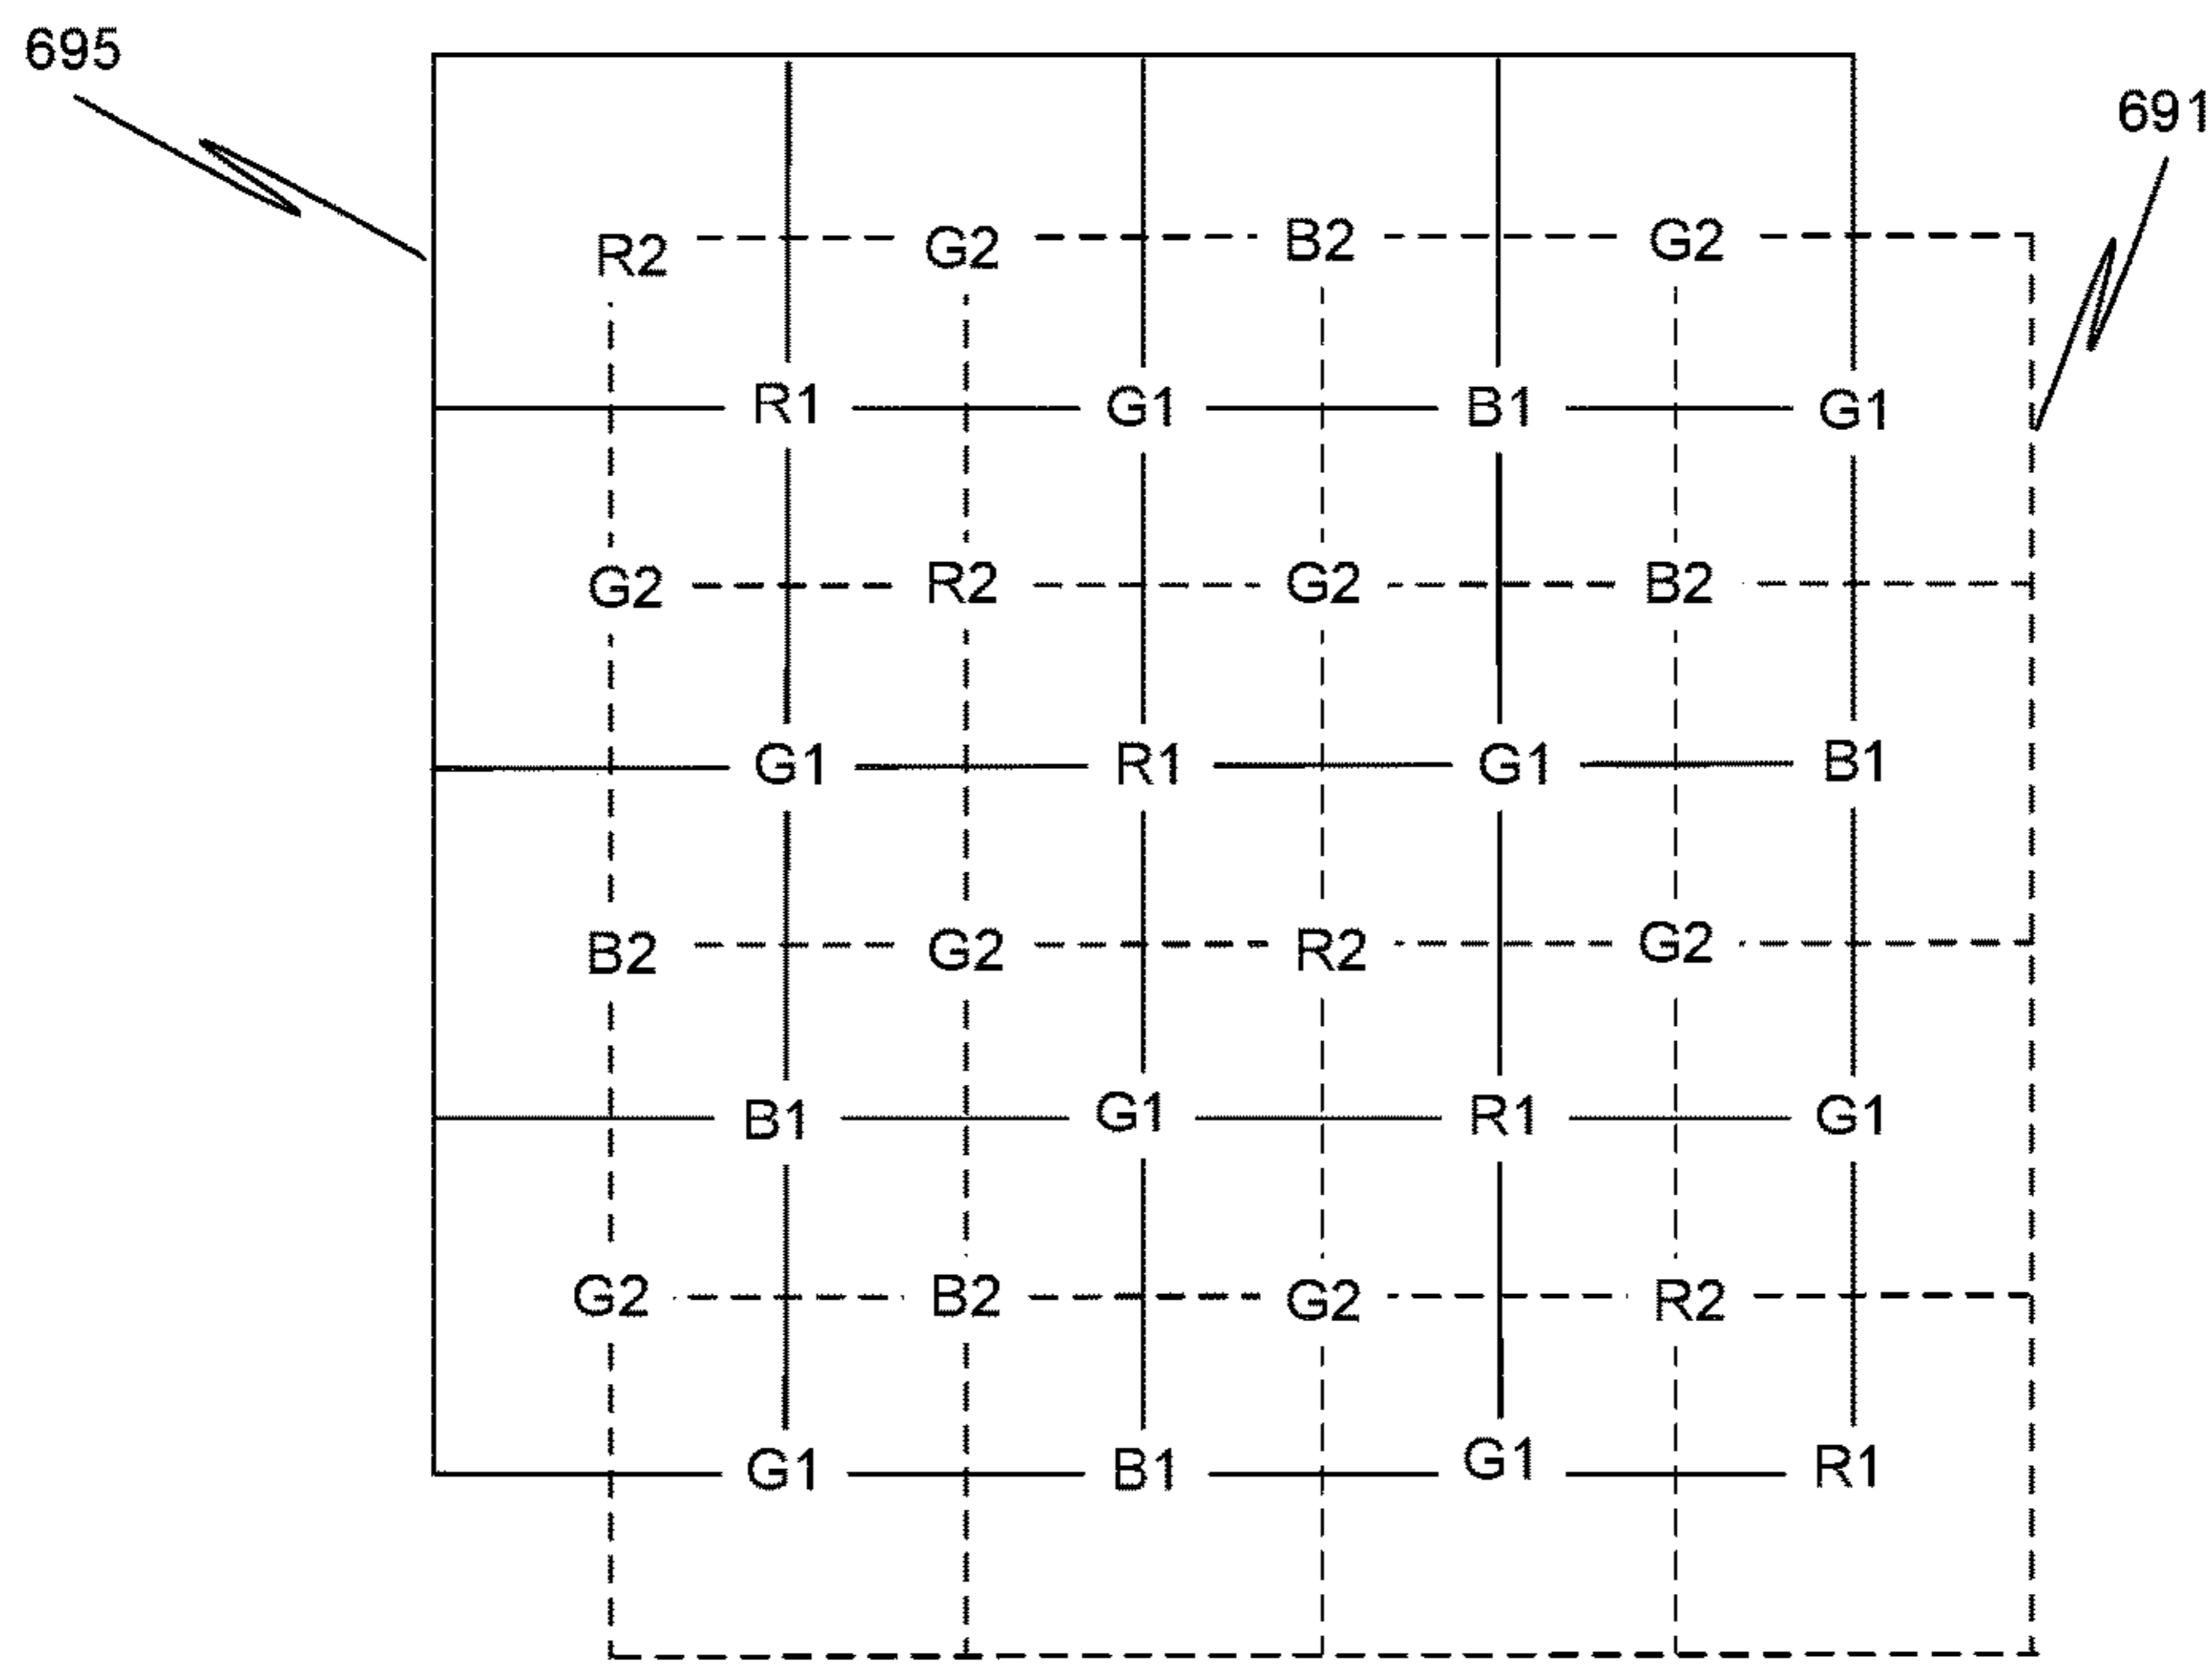 695
691
R2 G2 B2 G2
R1 G1 B1 G1
G2 R2 G2 B2
G1 R1 G1 B1
B2 G2 R2 G2
B1 G1 R1 G1
G2 B2 G2 R2
G1 B1 G1 R1